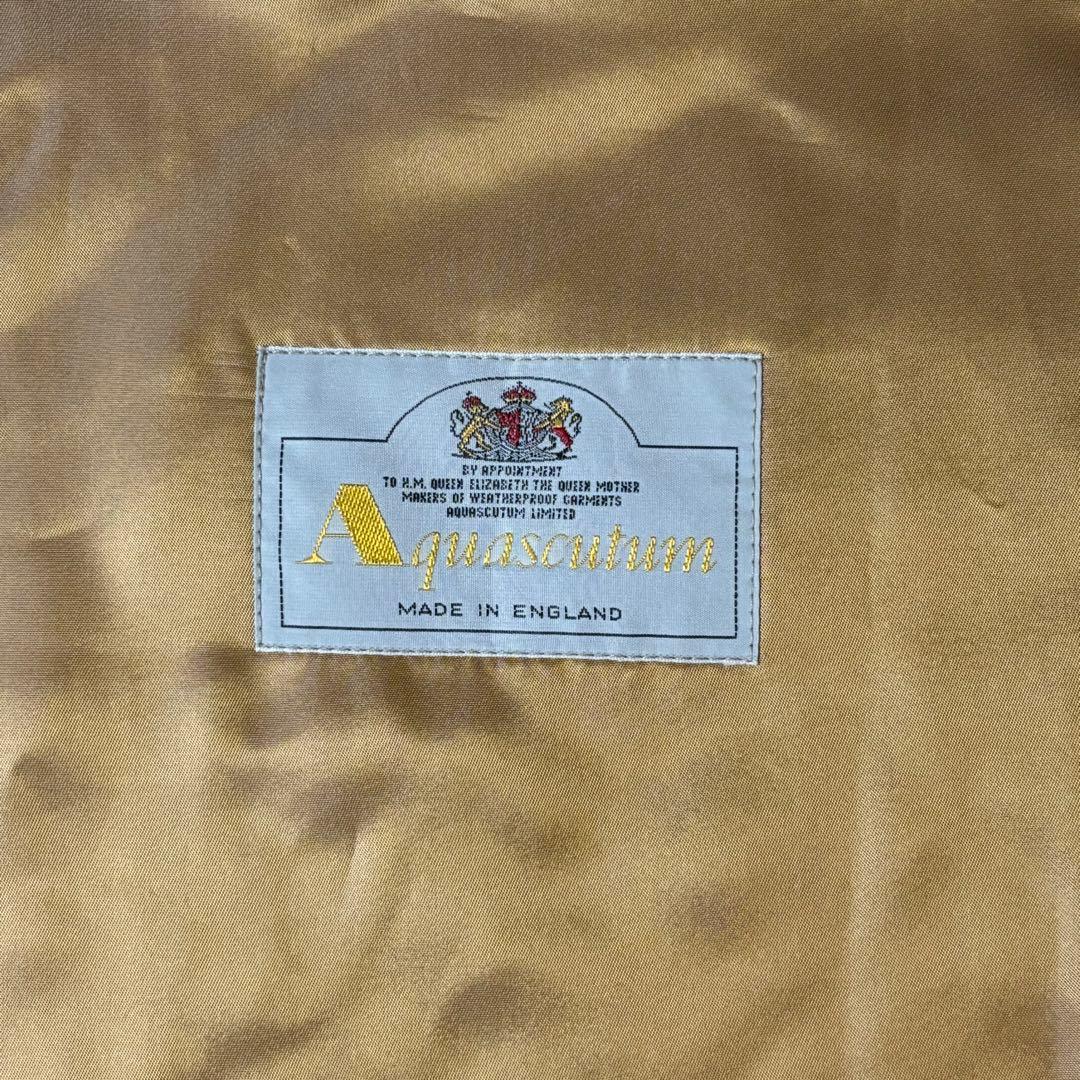 BY APPOINTMENT
TO H.M. QUEEN ELIZABETH THE QUEEN MOTHER
MAKERS OF WEATHERPROOF GARMENTS
AQUASCUTUM LIMITED
Aquascutum
MADE IN ENGLAND